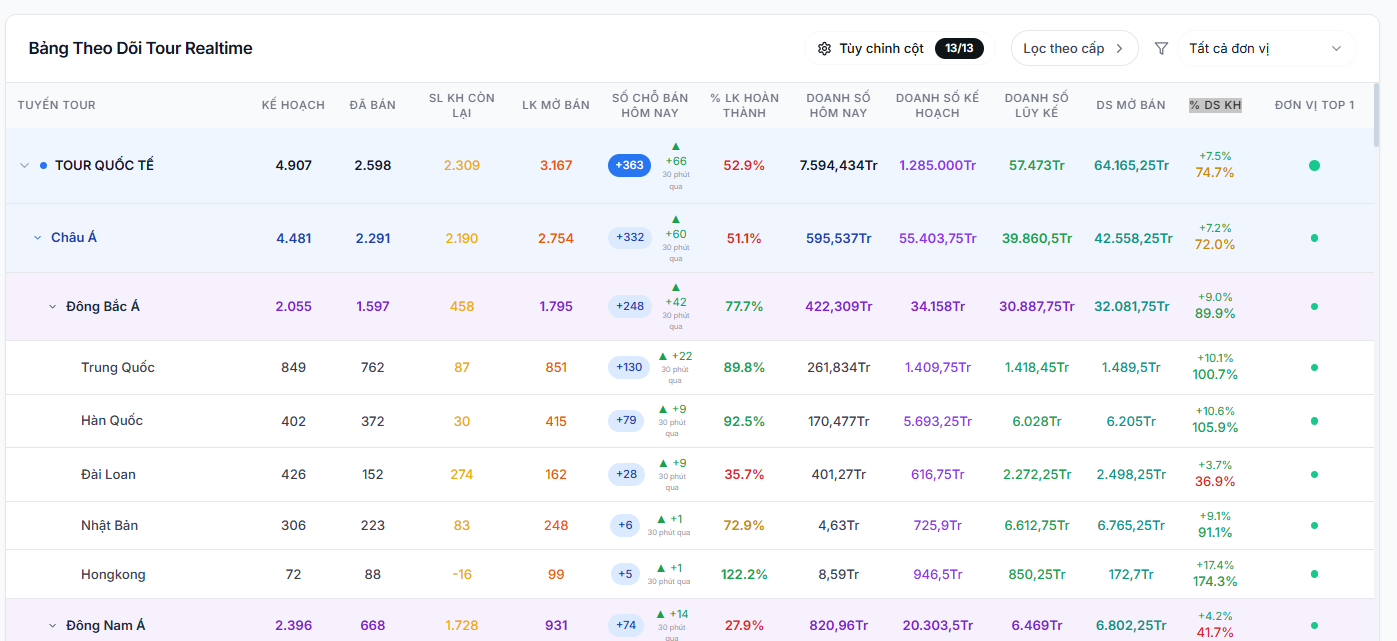 Bảng Theo Dõi Tour Realtime
Tùy chỉnh cột 13/13 Lọc theo cấp Tất cả đơn vị
TUYẾN TOUR KẾ HOẠCH ĐÃ BÁN SL KH CÒN LẠI LK MỞ BÁN SỐ CHỖ BÁN HÔM NAY % LK HOÀN THÀNH DOANH SỐ HÔM NAY DOANH SỐ KẾ HOẠCH DOANH SỐ LŨY KẾ DS MỞ BÁN % DS KH ĐƠN VỊ TOP 1
TOUR QUỐC TẾ 4.907 2.598 2.309 3.167 +363 ▲ +66 30 phút qua 52.9% 7.594,434Tr 1.285.000Tr 57.473Tr 64.165,25Tr +7.5% 74.7%
Châu Á 4.481 2.291 2.190 2.754 +332 ▲ +60 30 phút qua 51.1% 595,537Tr 55.403,75Tr 39.860,5Tr 42.558,25Tr +7.2% 72.0%
Đông Bắc Á 2.055 1.597 458 1.795 +248 ▲ +42 30 phút qua 77.7% 422,309Tr 34.158Tr 30.887,75Tr 32.081,75Tr +9.0% 89.9%
Trung Quốc 849 762 87 851 +130 ▲ +22 30 phút qua 89.8% 261,834Tr 1.409,75Tr 1.418,45Tr 1.489,5Tr +10.1% 100.7%
Hàn Quốc 402 372 30 415 +79 ▲ +9 30 phút qua 92.5% 170,477Tr 5.693,25Tr 6.028Tr 6.205Tr +10.6% 105.9%
Đài Loan 426 152 274 162 +28 ▲ +9 30 phút qua 35.7% 401,27Tr 616,75Tr 2.272,25Tr 2.498,25Tr +3.7% 36.9%
Nhật Bản 306 223 83 248 +6 ▲ +1 30 phút qua 72.9% 4,63Tr 725,9Tr 6.612,75Tr 6.765,25Tr +9.1% 91.1%
Hongkong 72 88 -16 99 +5 ▲ +1 30 phút qua 122.2% 8,59Tr 946,5Tr 850,25Tr 172,7Tr +17.4% 174.3%
Đông Nam Á 2.396 668 1.728 931 +74 ▲ +14 30 phút qua 27.9% 820,96Tr 20.303,5Tr 6.469Tr 6.802,25Tr +4.2% 41.7%